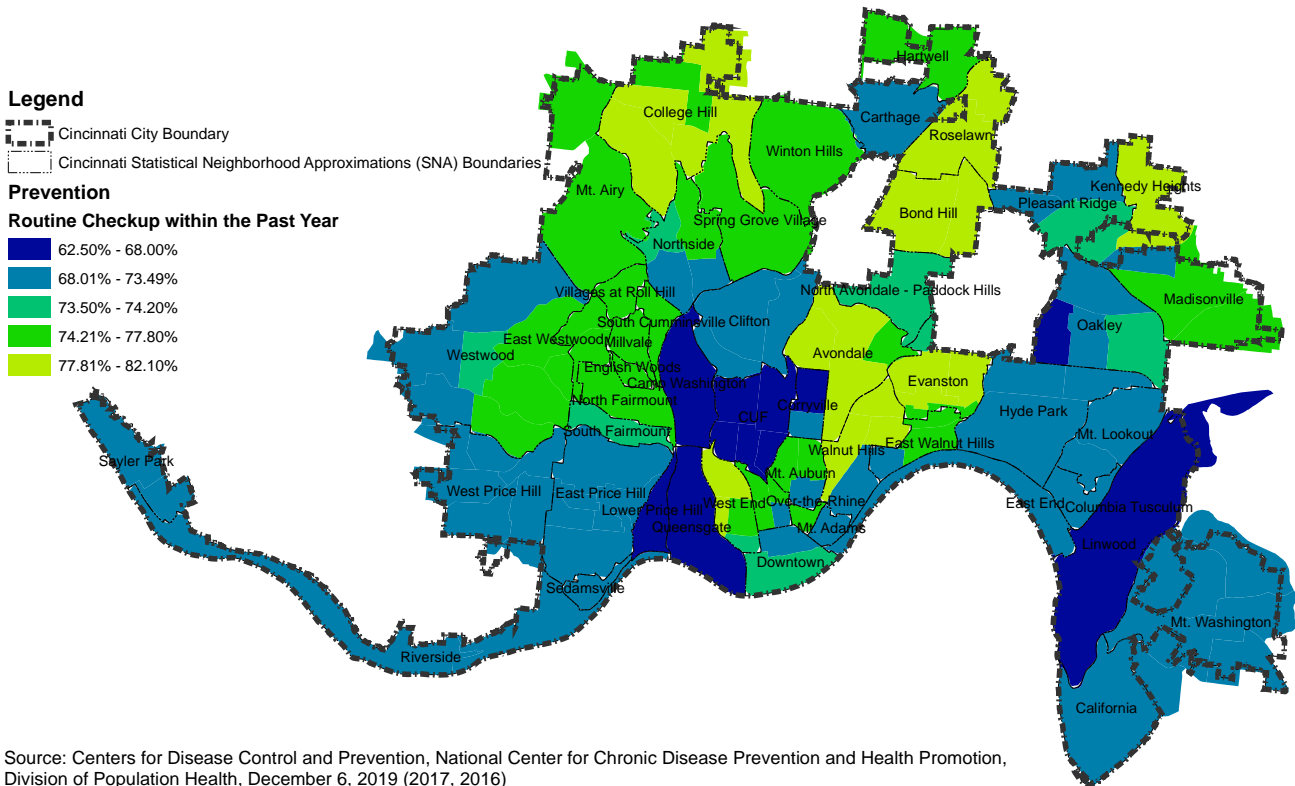 Legend
Cincinnati City Boundary
Cincinnati Statistical Neighborhood Approximations (SNA) Boundaries
Prevention
Routine Checkup within the Past Year
62.50% - 68.00%
68.01% - 73.49%
73.50% - 74.20%
74.21% - 77.80%
77.81% - 82.10%
Hartwell
College Hill
Carthage
Roselawn
Winton Hills
Mt. Airy
Kennedy Heights
Pleasant Ridge
Bond Hill
Spring Grove Village
Northside
Villages at Roll Hill
North Avondale - Paddock Hills
Madisonville
South Cumminsville
Clifton
Oakley
East Westwood
Millvale
Westwood
Avondale
English Woods
Camp Washington
Evanston
North Fairmount
CUF
Corryville
Hyde Park
South Fairmount
Mt. Lookout
East Walnut Hills
Walnut Hills
Sayler Park
Mt. Auburn
West Price Hill
East Price Hill
West End
Over-the-Rhine
East End
Columbia Tusculum
Lower Price Hill
Queensgate
Mt. Adams
Linwood
Downtown
Sedamsville
Mt. Washington
Riverside
California
Source: Centers for Disease Control and Prevention, National Center for Chronic Disease Prevention and Health Promotion,
Division of Population Health, December 6, 2019 (2017, 2016)